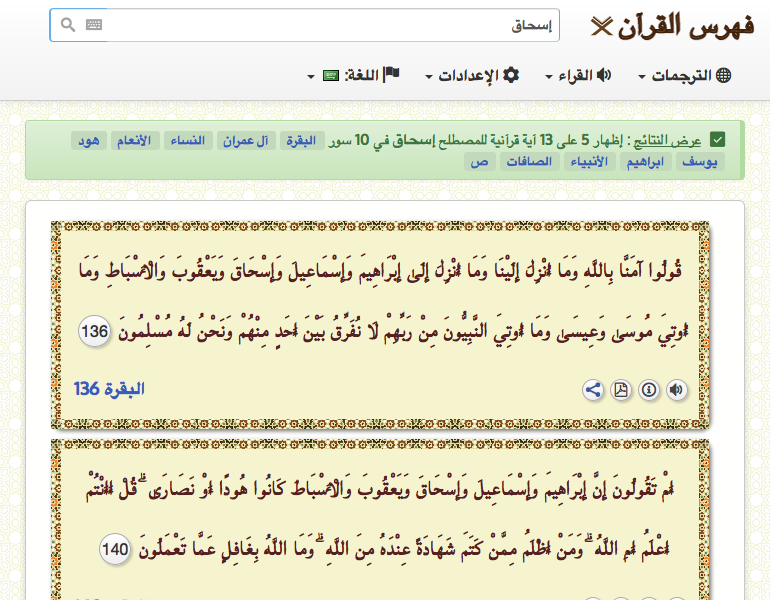 فهرس القرآن
إسحاق
الترجمات
القراء
الإعدادات
اللغة:
عرض النتائج : إظهار 5 على 13 آية قرآنية للمصطلح إسحاق في 10 سور البقرة آل عمران النساء الأنعام هود
يوسف ابراهيم الأنبياء الصافات ص
قُولُوا آمَنَّا بِاللَّهِ وَمَا أُنْزِلَ إِلَيْنَا وَمَا أُنْزِلَ إِلَىٰ إِبْرَاهِيمَ وَإِسْمَاعِيلَ وَإِسْحَاقَ وَيَعْقُوبَ وَالْأَسْبَاطِ وَمَا
أُوتِيَ مُوسَىٰ وَعِيسَىٰ وَمَا أُوتِيَ النَّبِيُّونَ مِنْ رَبِّهِمْ لَا نُفَرِّقُ بَيْنَ أَحَدٍ مِنْهُمْ وَنَحْنُ لَهُ مُسْلِمُونَ 136
البقرة 136
أَمْ تَقُولُونَ إِنَّ إِبْرَاهِيمَ وَإِسْمَاعِيلَ وَإِسْحَاقَ وَيَعْقُوبَ وَالْأَسْبَاطَ كَانُوا هُودًا أَوْ نَصَارَىٰ ۗ قُلْ أَأَنْتُمْ
أَعْلَمُ أَمِ اللَّهُ ۗ وَمَنْ أَظْلَمُ مِمَّنْ كَتَمَ شَهَادَةً عِنْدَهُ مِنَ اللَّهِ ۗ وَمَا اللَّهُ بِغَافِلٍ عَمَّا تَعْمَلُونَ 140